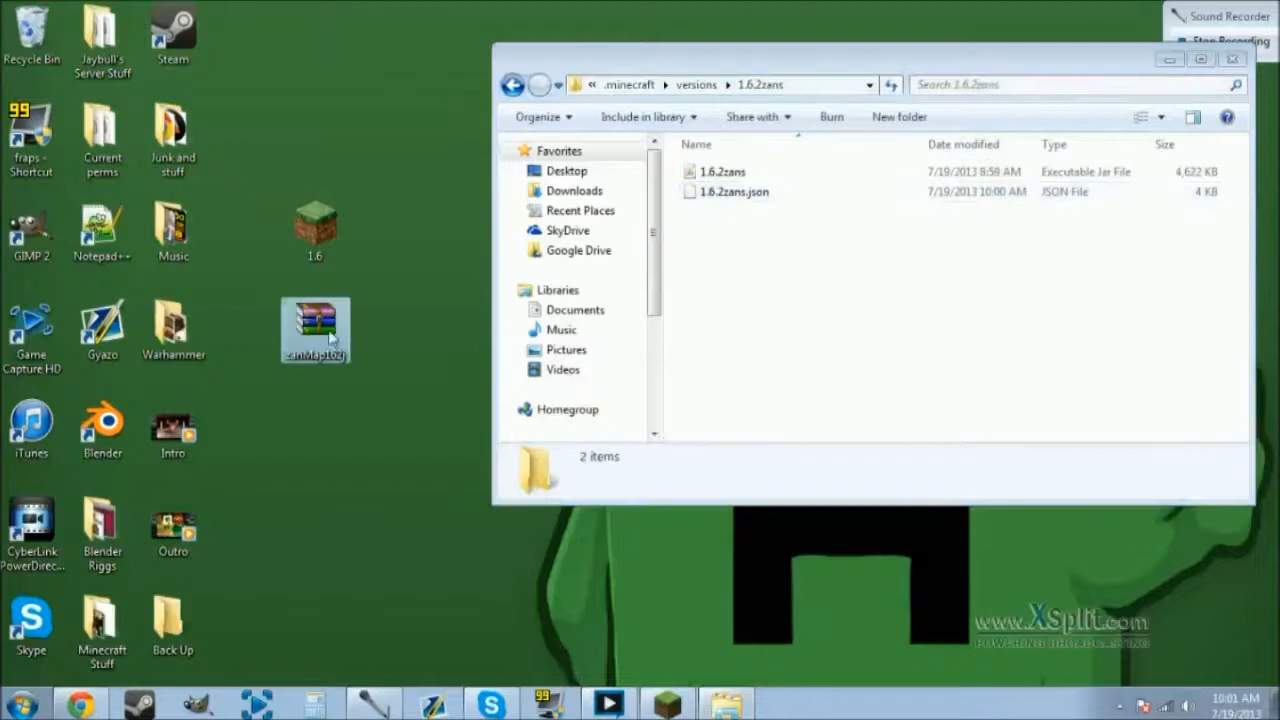 Recycle Bin
Jaybull's Server Stuff
Steam
Sound Recorder
Stop Recording
« .minecraft ▸ versions ▸ 1.6.2zans
Search 1.6.2zans
Organize
Include in library
Share with
Burn
New folder
Favorites
Desktop
Downloads
Recent Places
SkyDrive
Google Drive
Libraries
Documents
Music
Pictures
Videos
Homegroup
Name
Date modified
Type
Size
1.6.2zans
7/19/2013 8:59 AM
Executable Jar File
4,622 KB
1.6.2zans.json
7/19/2013 10:00 AM
JSON File
4 KB
2 items
99
fraps - Shortcut
Current perms
Junk and stuff
GIMP 2
Notepad++
Music
1.6
Game Capture HD
Gyazo
Warhammer
iTunes
Blender
Intro
CyberLink PowerDirec...
Blender Riggs
Outro
Skype
Minecraft Stuff
Back Up
www.XSplit.com
POWERING BROADCASTING
99
10:01 AM
7/19/2013